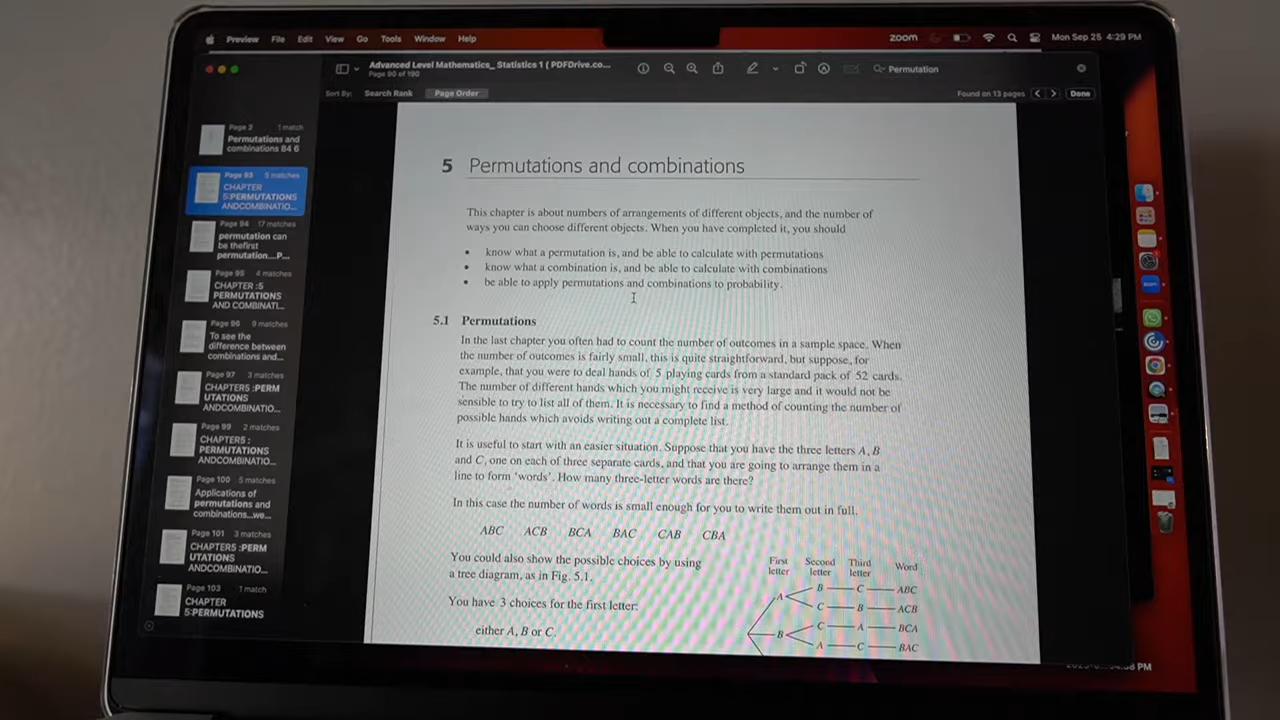 Preview File Edit View Go Tools Window Help
zoom Mon Sep 25 4:29 PM
Advanced Level Mathematics_ Statistics 1 ( PDFDrive.co...
Page 90 of 190
Permutation
Sort By: Search Rank Page Order
Found on 13 pages Done
Page 2 1 match
Permutations and
combinations 84 6
Page 93 5 matches
CHAPTER
5:PERMUTATIONS
ANDCOMBINATIO...
Page 94 17 matches
permutation can
be thefirst
permutation....P...
Page 95 4 matches
CHAPTER :5
PERMUTATIONS
AND COMBINATI...
Page 96 9 matches
To see the
difference between
combinations and...
Page 97 3 matches
CHAPTER5 :PERM
UTATIONS
ANDCOMBINATIO...
Page 99 2 matches
CHAPTER5 :
PERMUTATIONS
ANDCOMBINATIO...
Page 100 5 matches
Applications of
permutations and
combinations...we...
Page 101 3 matches
CHAPTER5 :PERM
UTATIONS
ANDCOMBINATIO...
Page 103 1 match
CHAPTER
5:PERMUTATIONS
5 Permutations and combinations
This chapter is about numbers of arrangements of different objects, and the number of
ways you can choose different objects. When you have completed it, you should
• know what a permutation is, and be able to calculate with permutations
• know what a combination is, and be able to calculate with combinations
• be able to apply permutations and combinations to probability.
5.1 Permutations
In the last chapter you often had to count the number of outcomes in a sample space. When
the number of outcomes is fairly small, this is quite straightforward, but suppose, for
example, that you were to deal hands of 5 playing cards from a standard pack of 52 cards.
The number of different hands which you might receive is very large and it would not be
sensible to try to list all of them. It is necessary to find a method of counting the number of
possible hands which avoids writing out a complete list.
It is useful to start with an easier situation. Suppose that you have the three letters A, B
and C, one on each of three separate cards, and that you are going to arrange them in a
line to form 'words'. How many three-letter words are there?
In this case the number of words is small enough for you to write them out in full.
ABC ACB BCA BAC CAB CBA
You could also show the possible choices by using
a tree diagram, as in Fig. 5.1.
You have 3 choices for the first letter:
either A, B or C.
First Second Third Word
letter letter letter
A B C ABC
C B ACB
B C A BCA
A C BAC
PM